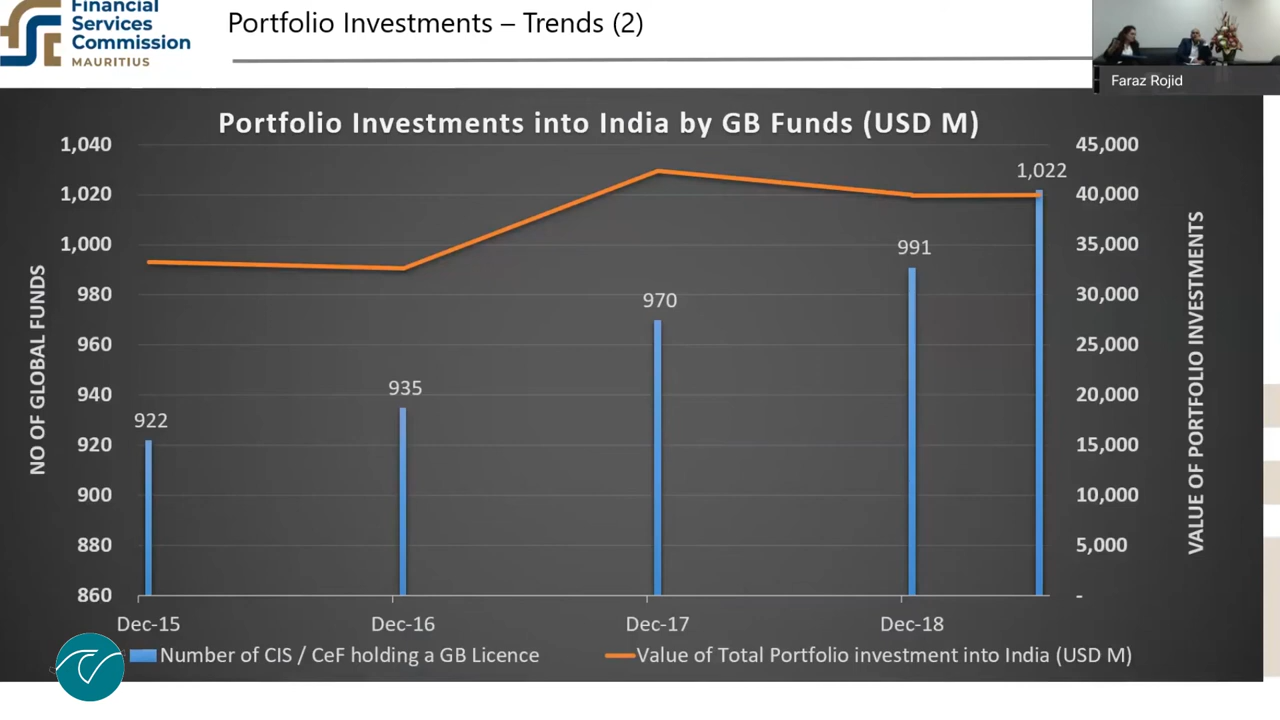 Financial
Services
Commission
MAURITIUS
Portfolio Investments – Trends (2)
Faraz Rojid
Portfolio Investments into India by GB Funds (USD M)
1,040
1,020
1,000
980
960
940
920
900
880
860
NO OF GLOBAL FUNDS
922
935
970
991
1,022
45,000
40,000
35,000
30,000
25,000
20,000
15,000
10,000
5,000
-
VALUE OF PORTFOLIO INVESTMENTS
Dec-15
Dec-16
Dec-17
Dec-18
Number of CIS / CeF holding a GB Licence
Value of Total Portfolio investment into India (USD M)